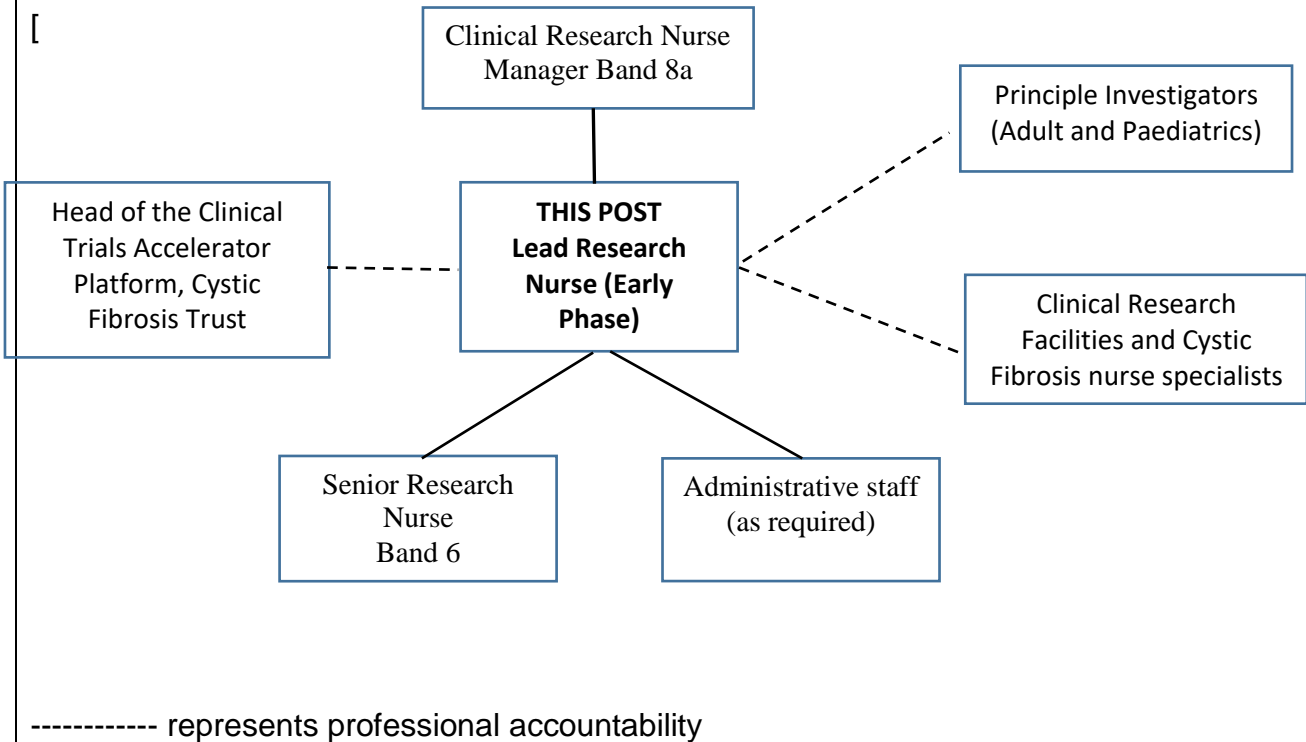 [
Clinical Research Nurse
Manager Band 8a
Principle Investigators
(Adult and Paediatrics)
Head of the Clinical
Trials Accelerator
Platform, Cystic
Fibrosis Trust
THIS POST
Lead Research
Nurse (Early
Phase)
Clinical Research
Facilities and Cystic
Fibrosis nurse specialists
Senior Research
Nurse
Band 6
Administrative staff
(as required)
------------ represents professional accountability